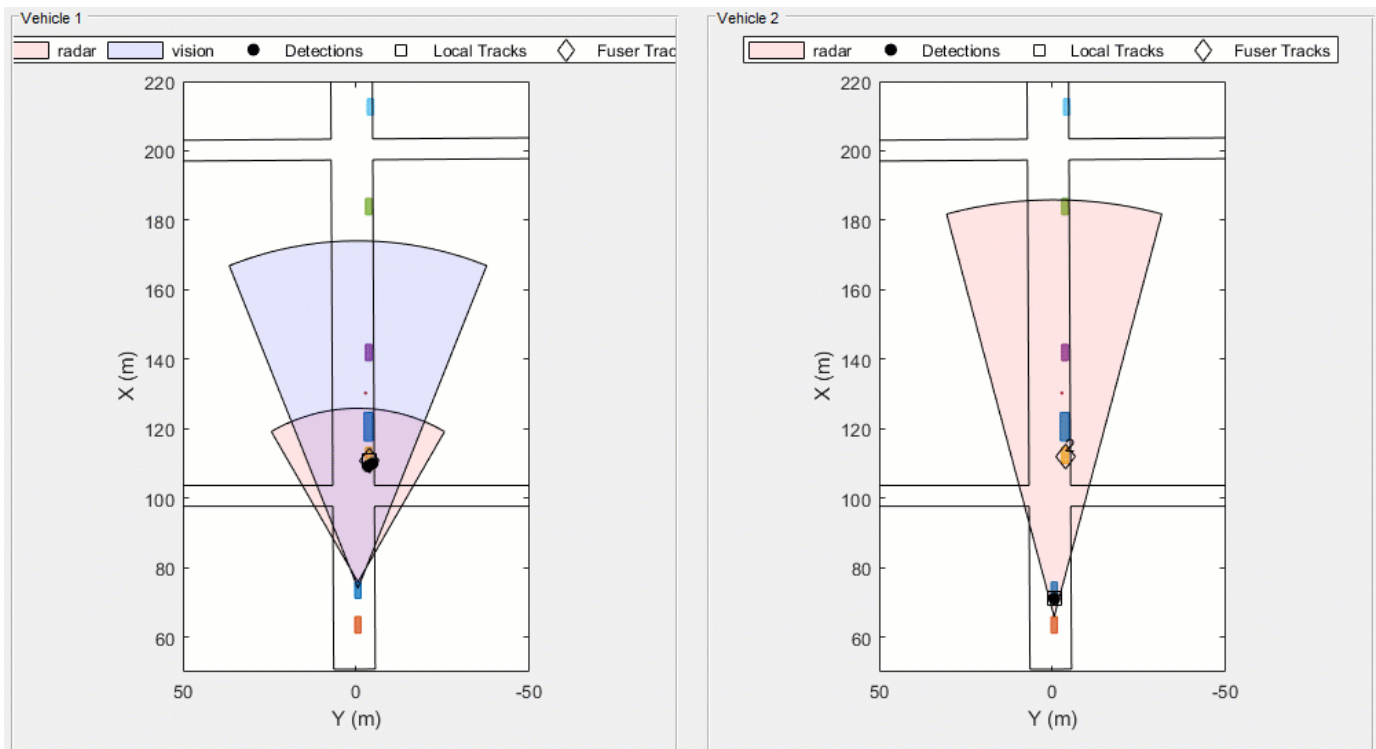 Vehicle 1
radar vision Detections Local Tracks Fuser Trac
220
200
180
160
140
120
100
80
60
X (m)
50 0 -50
Y (m)
Vehicle 2
radar Detections Local Tracks Fuser Tracks
220
200
180
160
140
120
100
80
60
X (m)
2
50 0 -50
Y (m)